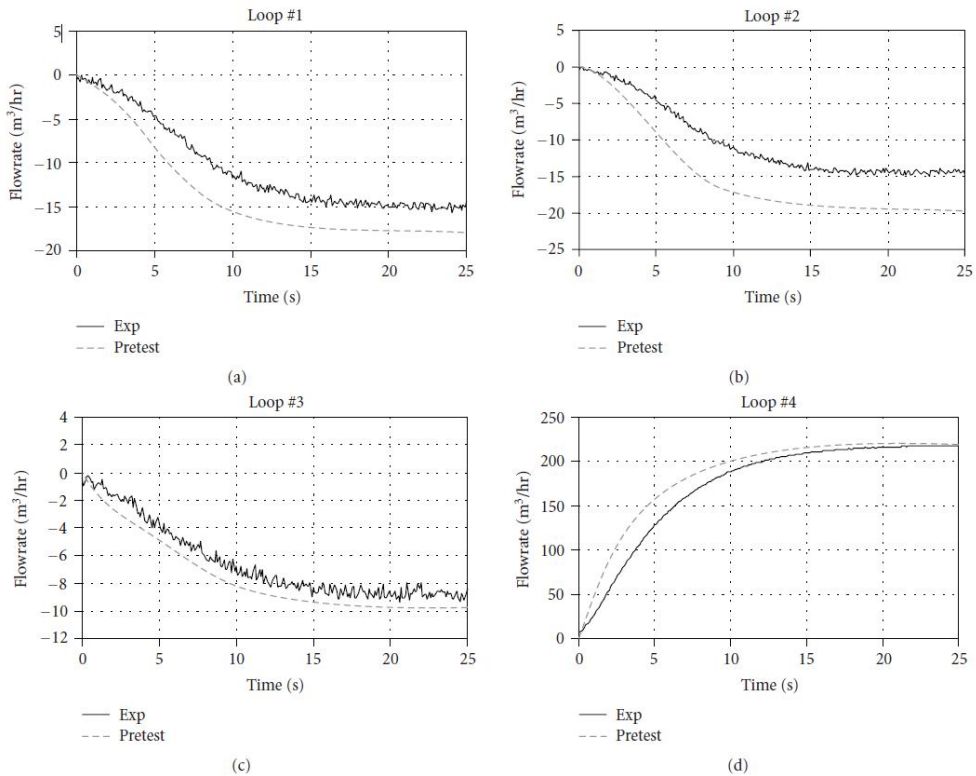 Loop #1
5
0
−5
−10
−15
−20
Flowrate (m³/hr)
0 5 10 15 20 25
Time (s)
Exp
Pretest
(a)
Loop #2
5
0
−5
−10
−15
−20
−25
Flowrate (m³/hr)
0 5 10 15 20 25
Time (s)
Exp
Pretest
(b)
Loop #3
4
2
0
−2
−4
−6
−8
−10
−12
Flowrate (m³/hr)
0 5 10 15 20 25
Time (s)
Exp
Pretest
(c)
Loop #4
250
200
150
100
50
0
Flowrate (m³/hr)
0 5 10 15 20 25
Time (s)
Exp
Pretest
(d)